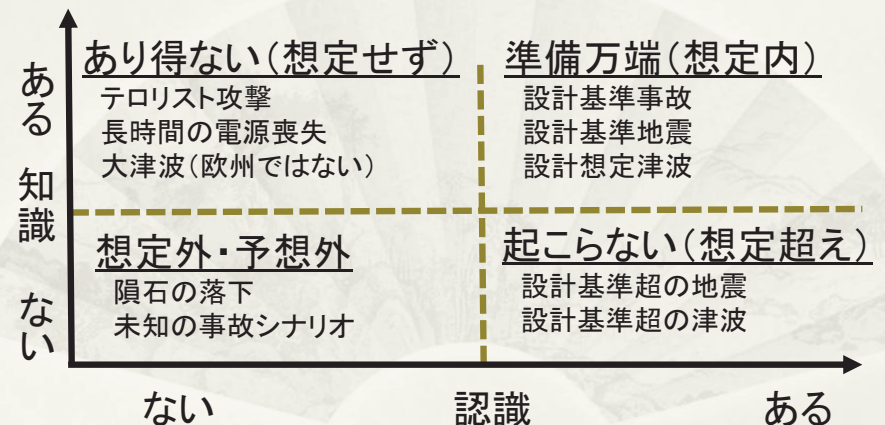 あり得ない（想定せず）
テロリスト攻撃
長時間の電源喪失
大津波（欧州ではない）
準備万端（想定内）
設計基準事故
設計基準地震
設計想定津波
想定外・予想外
隕石の落下
未知の事故シナリオ
起こらない（想定超え）
設計基準超の地震
設計基準超の津波
ある 知識 ない
ない 認識 ある